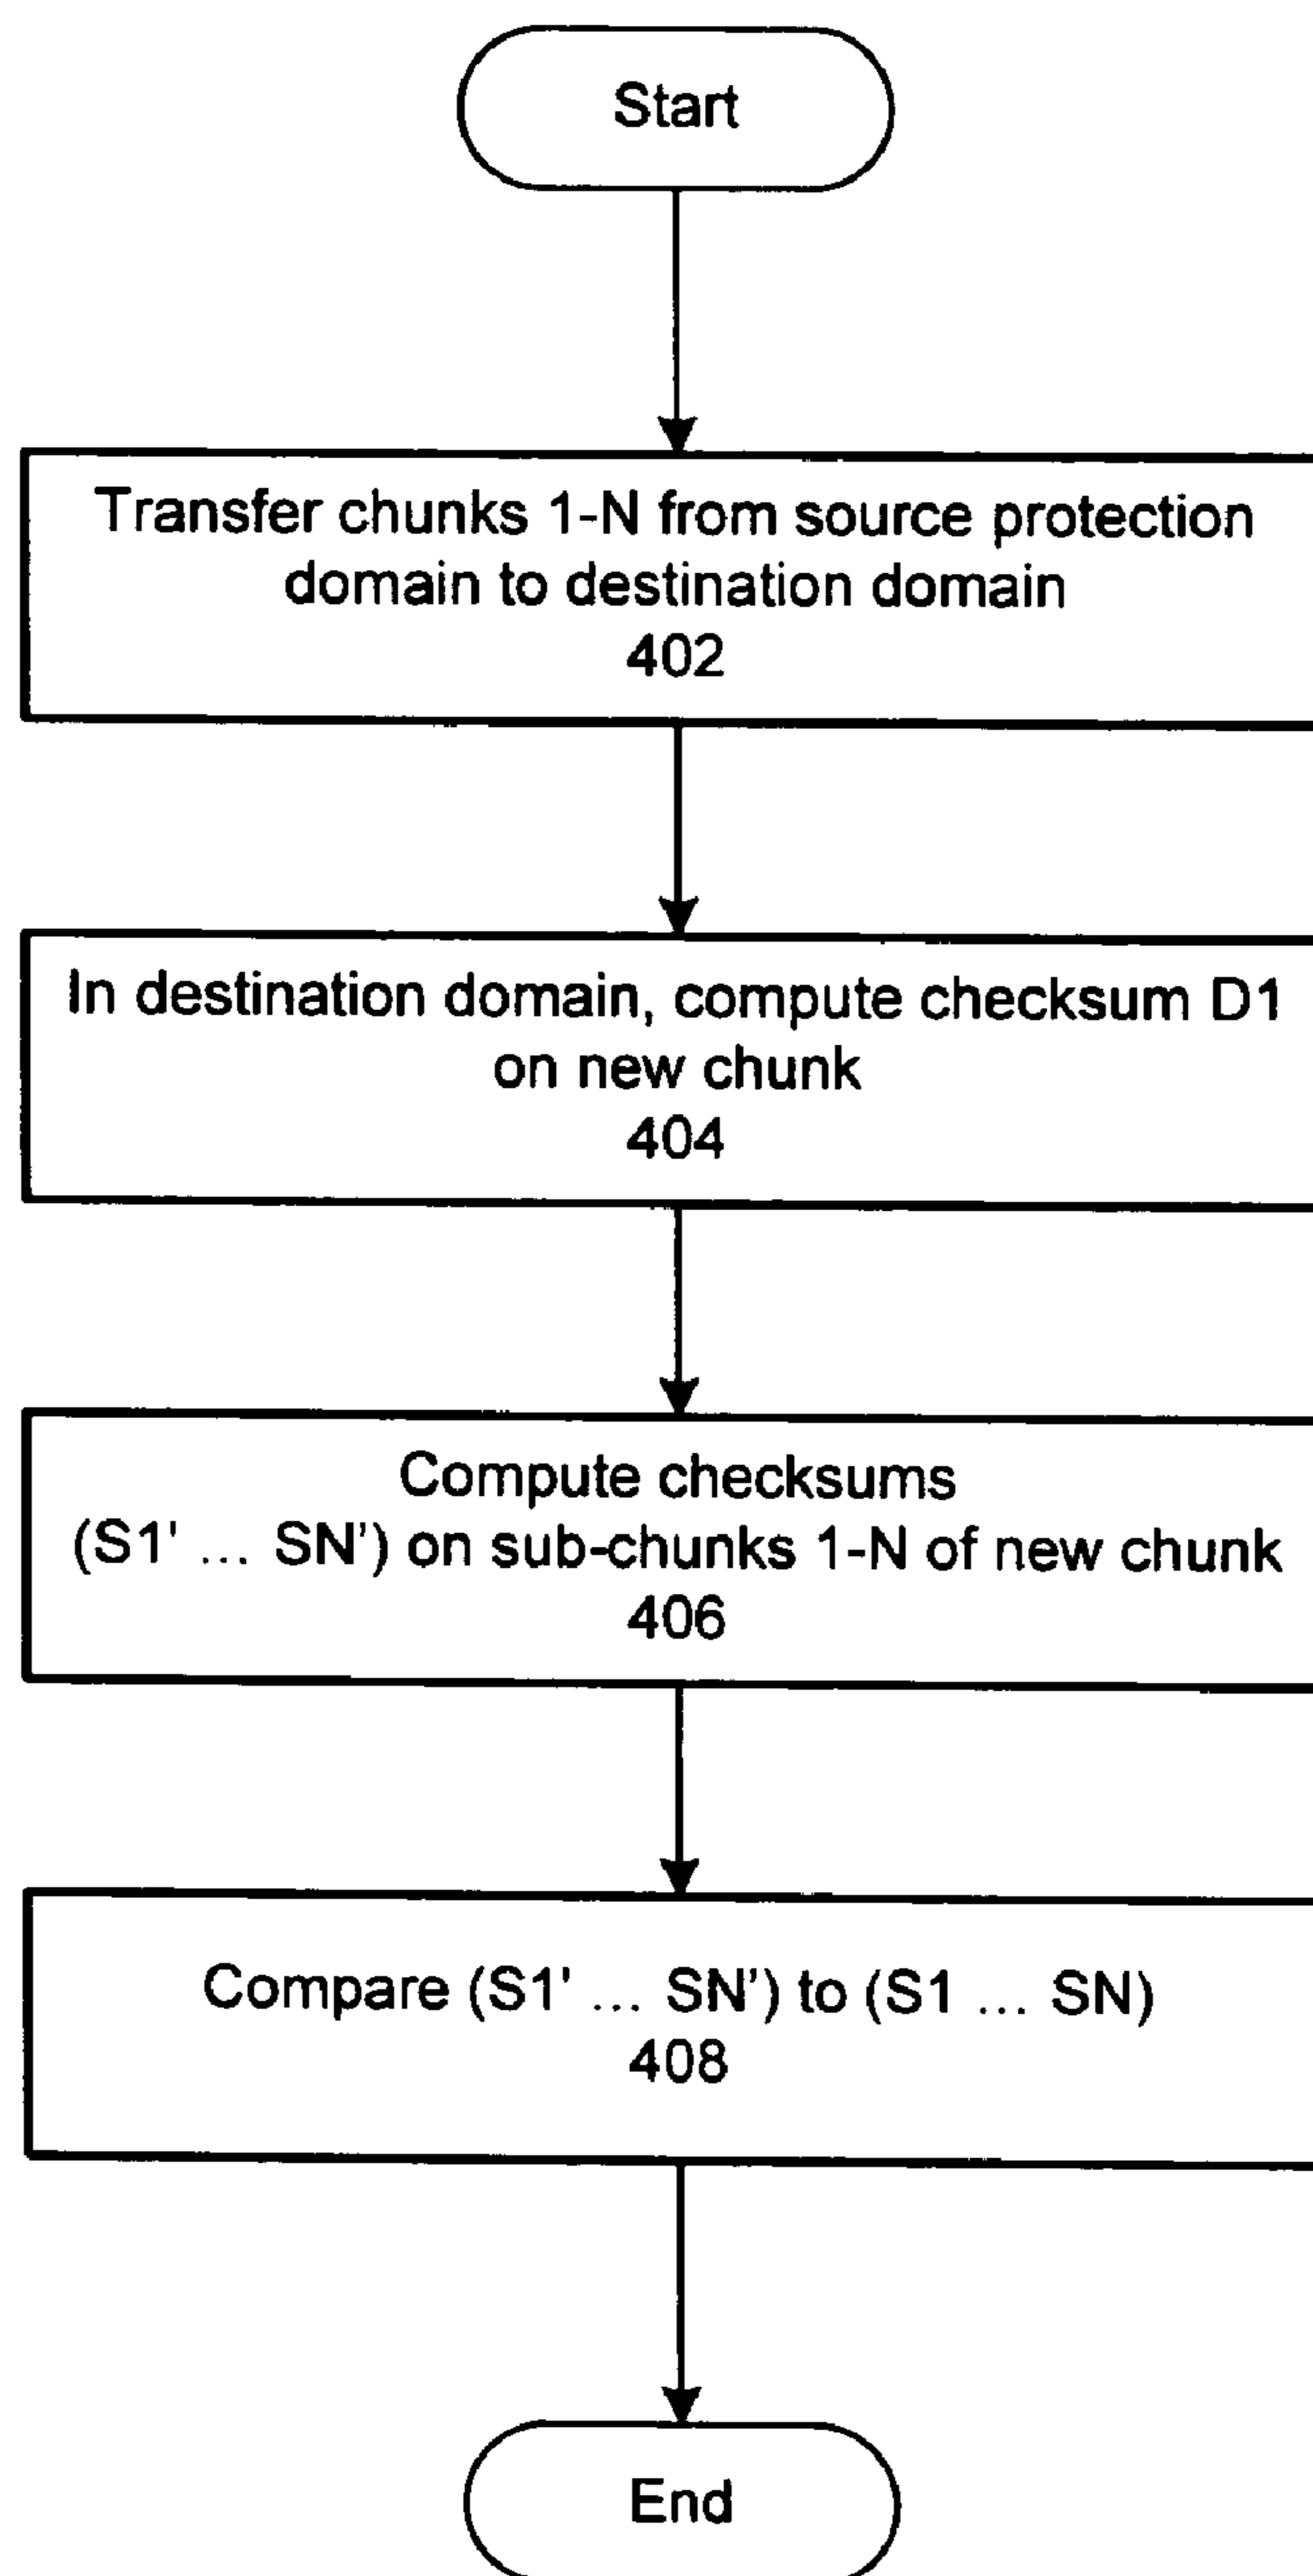 Start
Transfer chunks 1-N from source protection
domain to destination domain
402
In destination domain, compute checksum D1
on new chunk
404
Compute checksums
(S1' ... SN') on sub-chunks 1-N of new chunk
406
Compare (S1' ... SN') to (S1 ... SN)
408
End